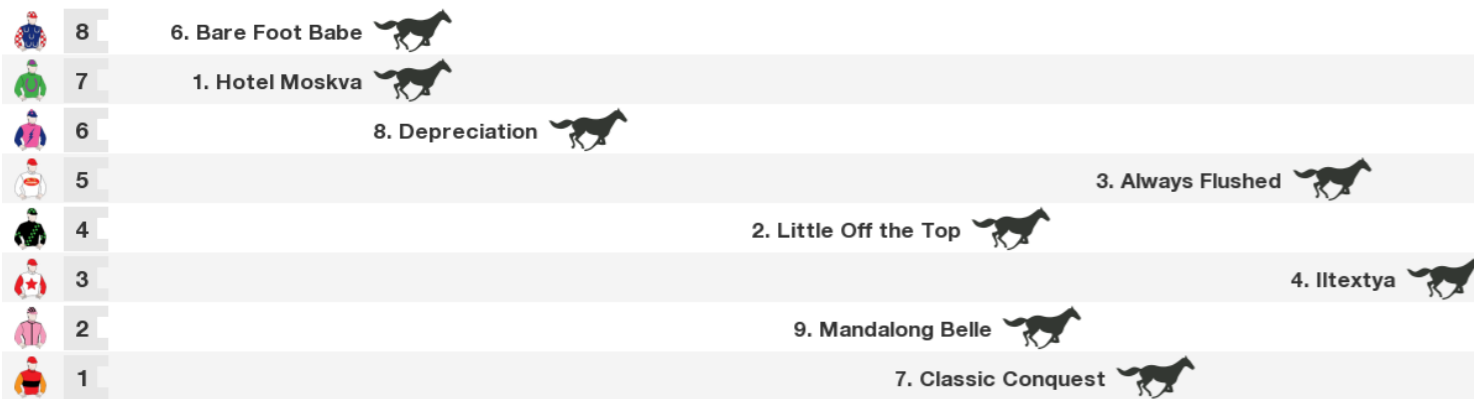 8 6. Bare Foot Babe
7 1. Hotel Moskva
6 8. Depreciation
5 3. Always Flushed
4 2. Little Off the Top
3 4. Iltextya
2 9. Mandalong Belle
1 7. Classic Conquest